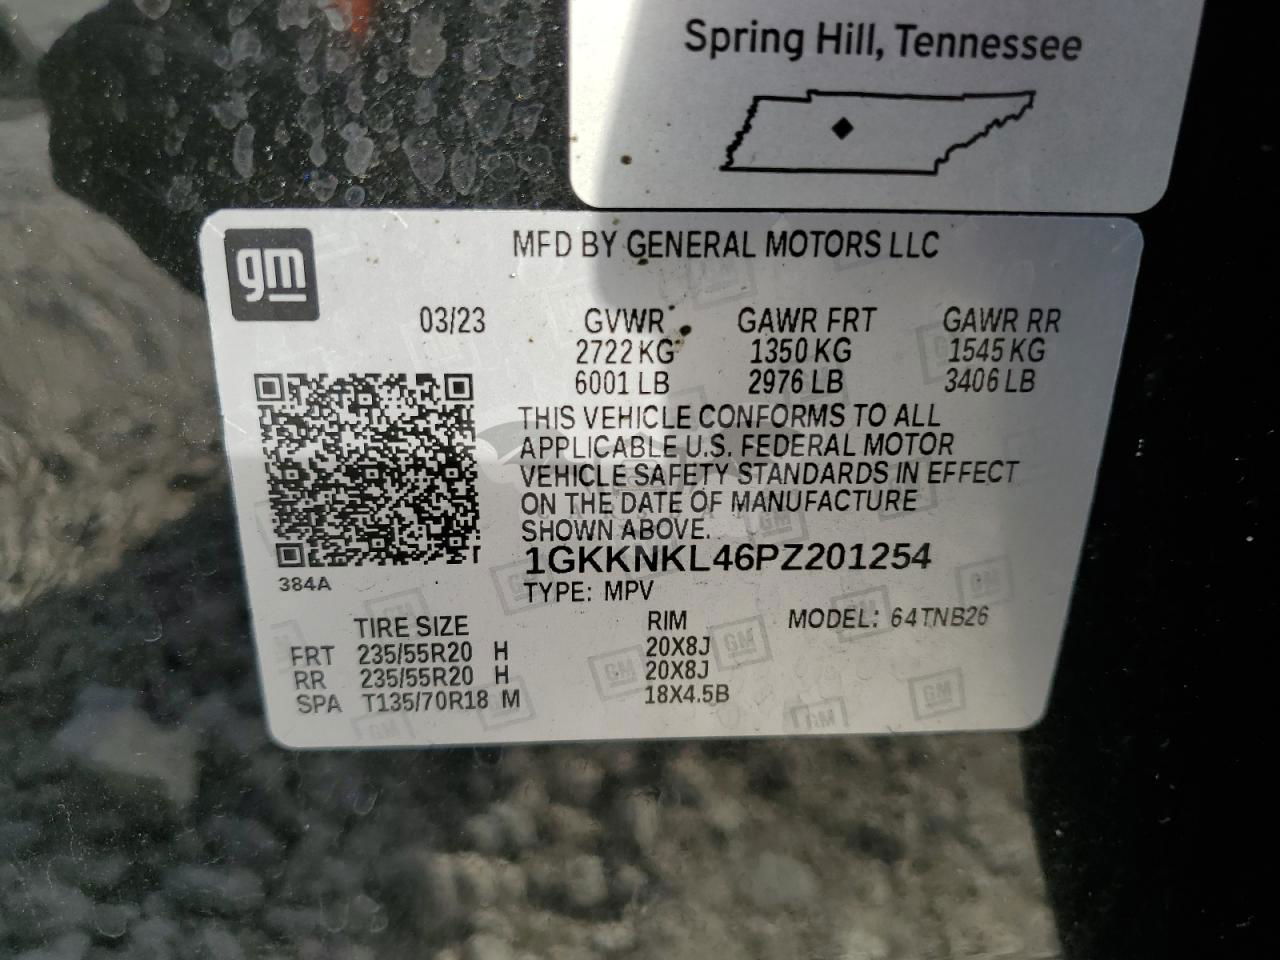 Spring Hill, Tennessee
gm
MFD BY GENERAL MOTORS LLC
03/23 GVWR GAWR FRT GAWR RR
2722 KG 1350 KG 1545 KG
6001 LB 2976 LB 3406 LB
THIS VEHICLE CONFORMS TO ALL
APPLICABLE U.S. FEDERAL MOTOR
VEHICLE SAFETY STANDARDS IN EFFECT
ON THE DATE OF MANUFACTURE
SHOWN ABOVE.
1GKKNKL46PZ201254
384A
TYPE: MPV
TIRE SIZE RIM MODEL: 64TNB26
FRT 235/55R20 H 20X8J
RR 235/55R20 H 20X8J
SPA T135/70R18 M 18X4.5B